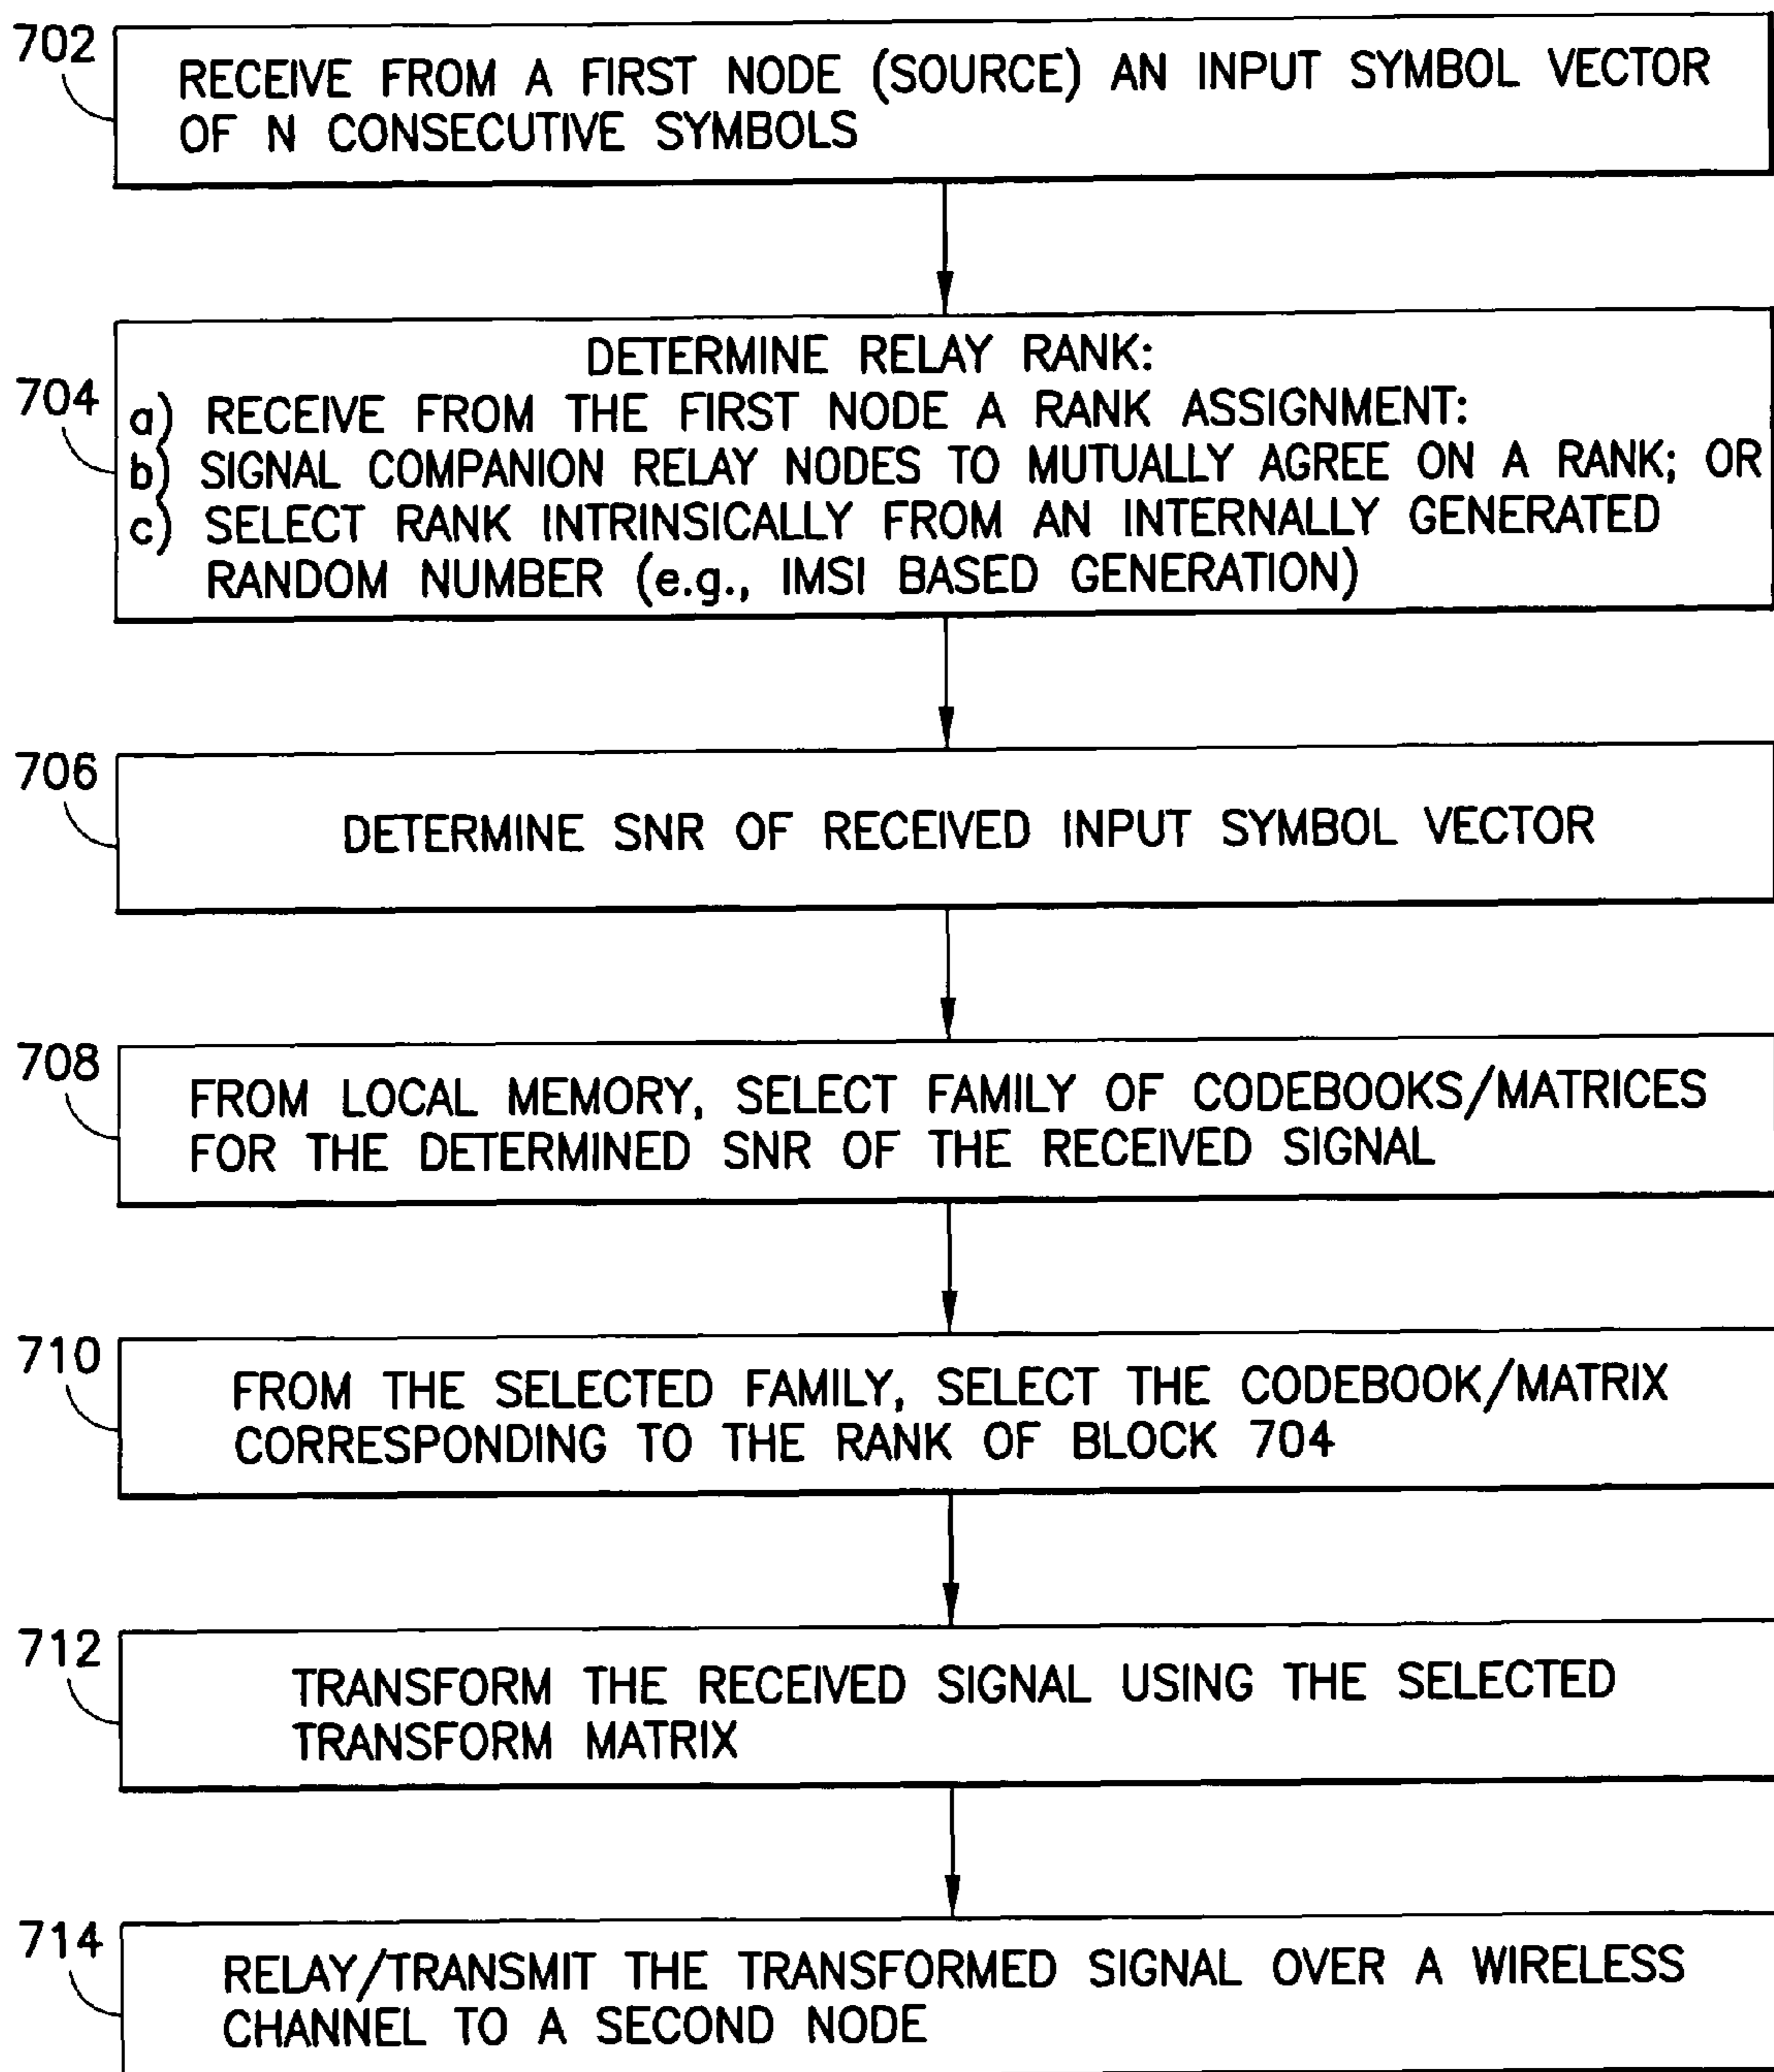 702
RECEIVE FROM A FIRST NODE (SOURCE) AN INPUT SYMBOL VECTOR
OF N CONSECUTIVE SYMBOLS
704
DETERMINE RELAY RANK:
a) RECEIVE FROM THE FIRST NODE A RANK ASSIGNMENT:
b) SIGNAL COMPANION RELAY NODES TO MUTUALLY AGREE ON A RANK; OR
c) SELECT RANK INTRINSICALLY FROM AN INTERNALLY GENERATED
RANDOM NUMBER (e.g., IMSI BASED GENERATION)
706
DETERMINE SNR OF RECEIVED INPUT SYMBOL VECTOR
708
FROM LOCAL MEMORY, SELECT FAMILY OF CODEBOOKS/MATRICES
FOR THE DETERMINED SNR OF THE RECEIVED SIGNAL
710
FROM THE SELECTED FAMILY, SELECT THE CODEBOOK/MATRIX
CORRESPONDING TO THE RANK OF BLOCK 704
712
TRANSFORM THE RECEIVED SIGNAL USING THE SELECTED
TRANSFORM MATRIX
714
RELAY/TRANSMIT THE TRANSFORMED SIGNAL OVER A WIRELESS
CHANNEL TO A SECOND NODE